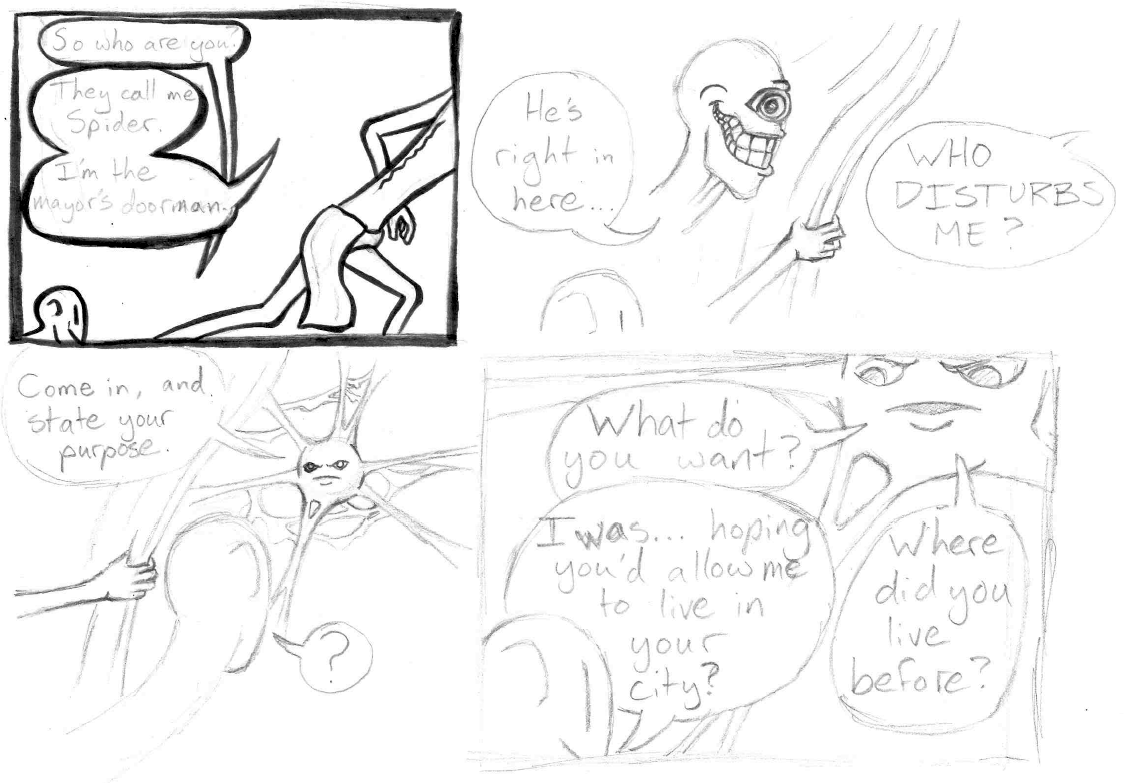 So who are you?
They call me
Spider.
I'm the
mayor's doorman.
He's
right in
here...
WHO
DISTURBS
ME?
Come in, and
state your
purpose.
?
What do
you want?
I was... hoping
you'd allow me
to live in
your
city?
Where
did you
live
before?